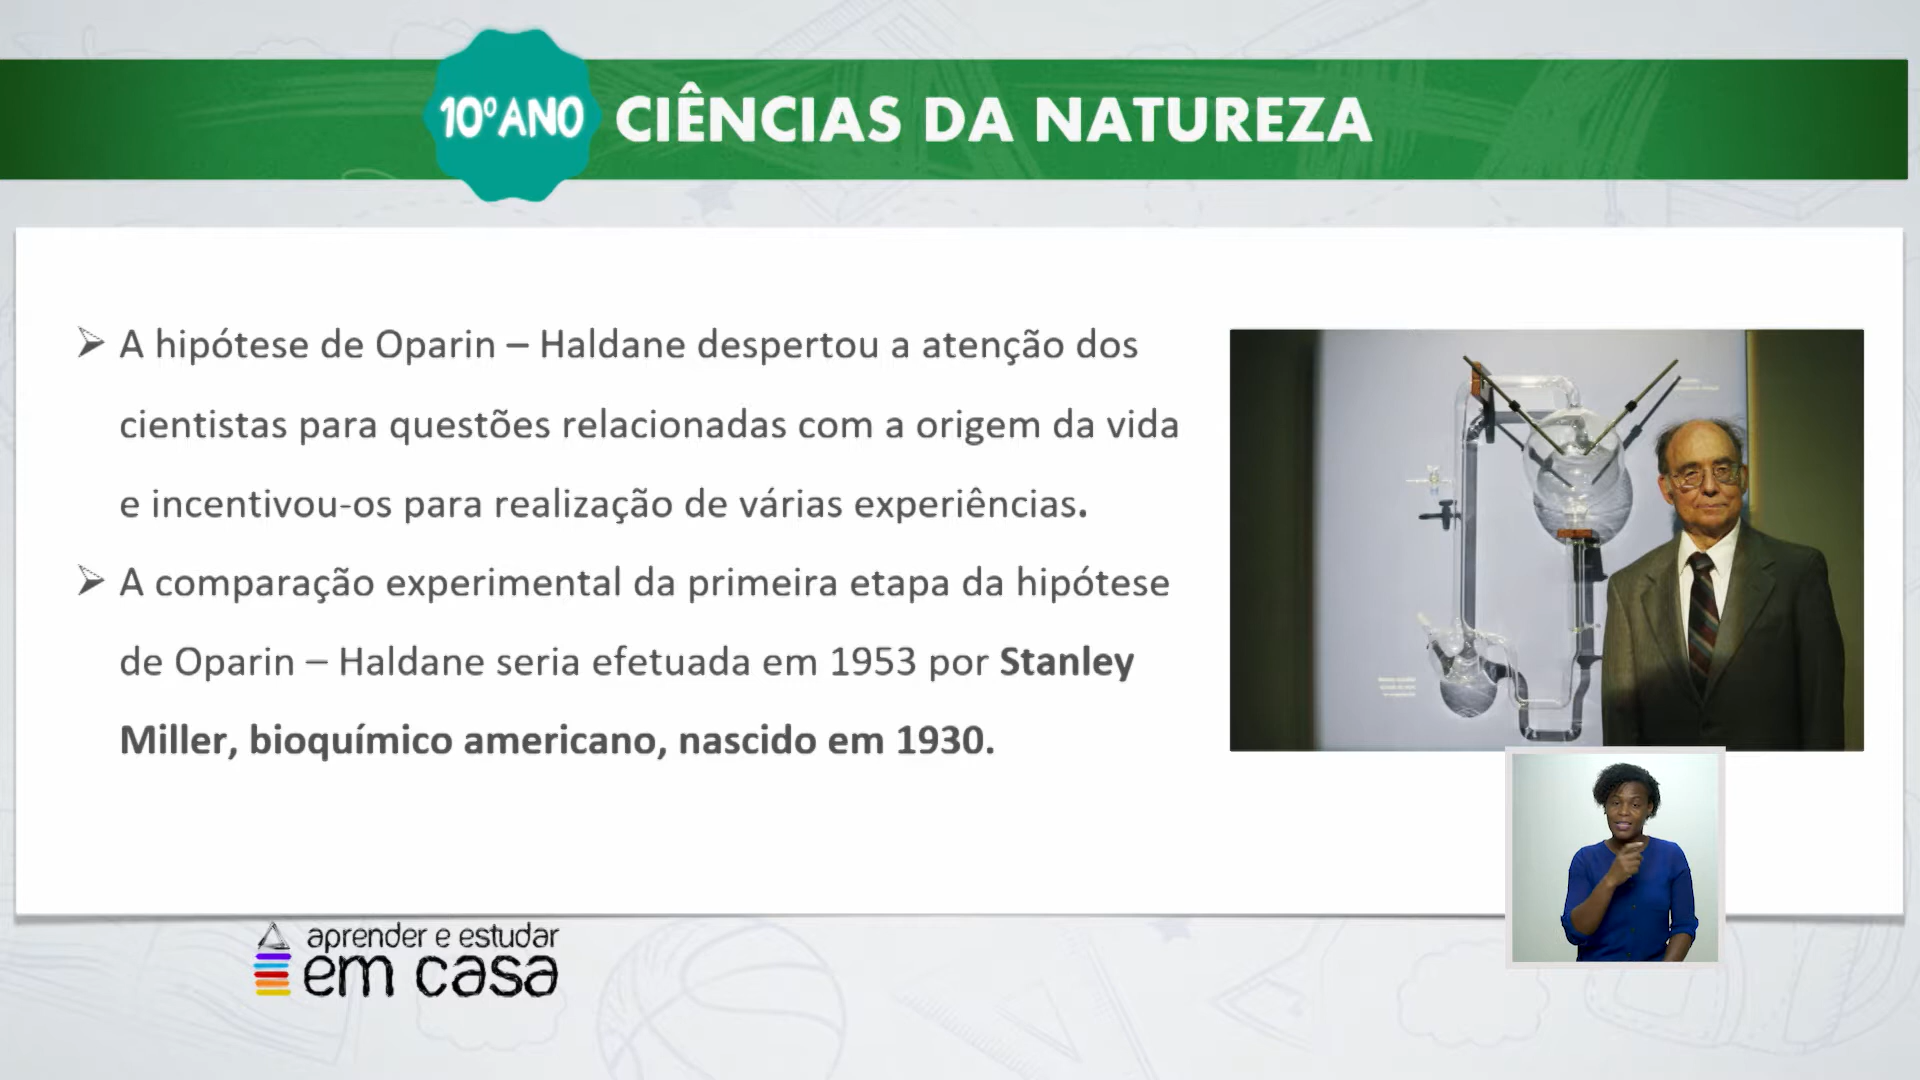 10º ANO CIÊNCIAS DA NATUREZA
A hipótese de Oparin – Haldane despertou a atenção dos
cientistas para questões relacionadas com a origem da vida
e incentivou-os para realização de várias experiências.
A comparação experimental da primeira etapa da hipótese
de Oparin – Haldane seria efetuada em 1953 por Stanley
Miller, bioquímico americano, nascido em 1930.
aprender e estudar
em casa